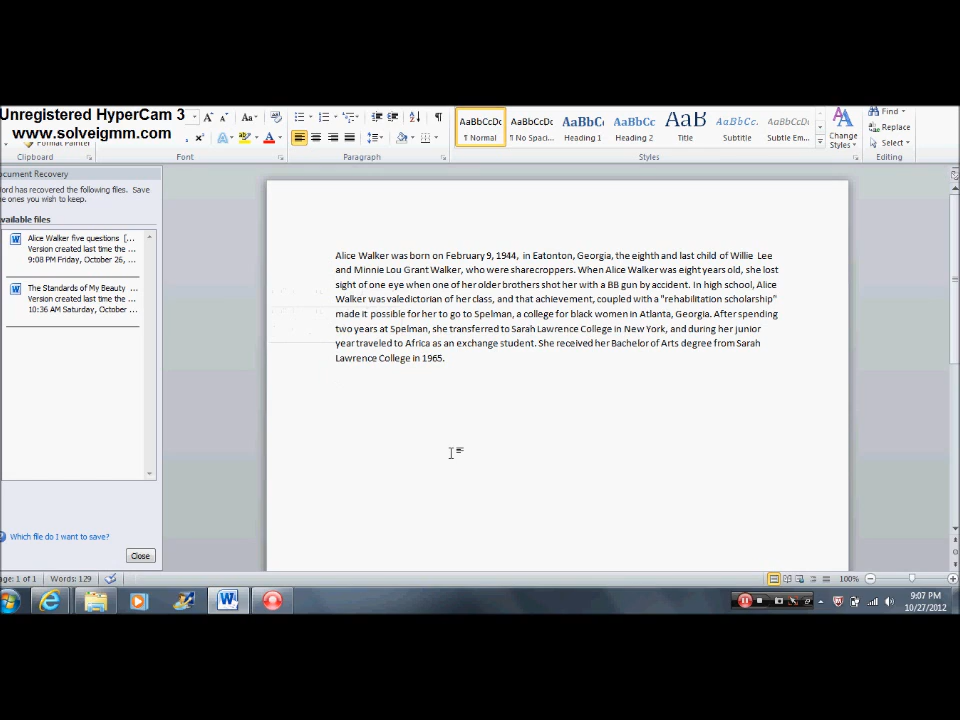 Unregistered HyperCam 3
www.solveigmm.com
Clipboard
Font
Paragraph
Styles
Editing
AaBbCcDc
¶ Normal
AaBbCcDc
¶ No Spaci...
AaBbCc
Heading 1
AaBbCc
Heading 2
AaB
Title
AaBbCc.
Subtitle
AaBbCcDc
Subtle Em...
Change
Styles
Find
Replace
Select
ocument Recovery
ord has recovered the following files. Save
e ones you wish to keep.
vailable files
Alice Walker five questions [...
Version created last time the ...
9:08 PM Friday, October 26, ...
The Standards of My Beauty ...
Version created last time the ...
10:36 AM Saturday, October ...
Which file do I want to save?
Close
Alice Walker was born on February 9, 1944, in Eatonton, Georgia, the eighth and last child of Willie Lee
and Minnie Lou Grant Walker, who were sharecroppers. When Alice Walker was eight years old, she lost
sight of one eye when one of her older brothers shot her with a BB gun by accident. In high school, Alice
Walker was valedictorian of her class, and that achievement, coupled with a "rehabilitation scholarship"
made it possible for her to go to Spelman, a college for black women in Atlanta, Georgia. After spending
two years at Spelman, she transferred to Sarah Lawrence College in New York, and during her junior
year traveled to Africa as an exchange student. She received her Bachelor of Arts degree from Sarah
Lawrence College in 1965.
age: 1 of 1
Words: 129
100%
9:07 PM
10/27/2012